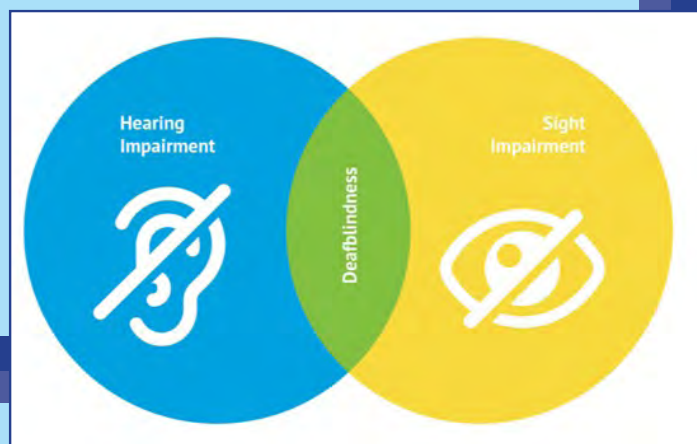 Hearing
Impairment
Deafblindness
Sight
Impairment